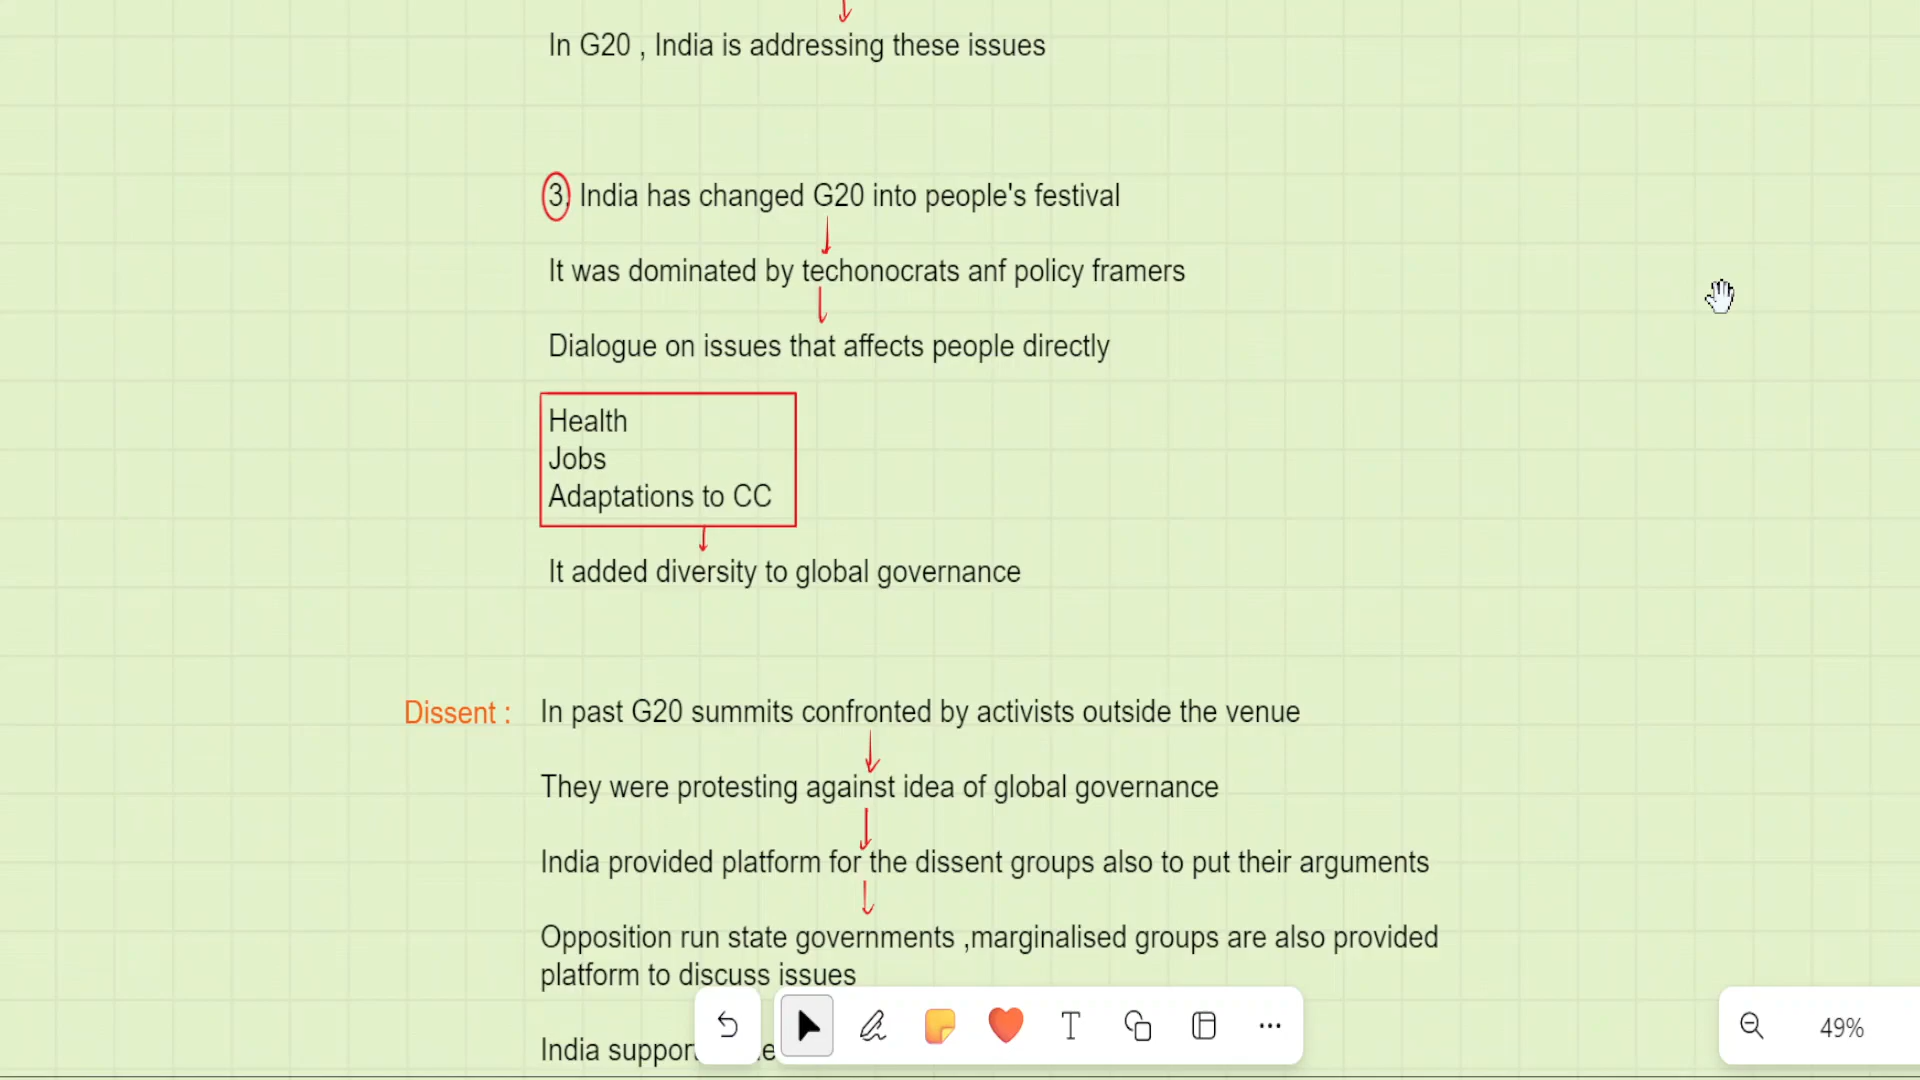 In G20 , India is addressing these issues
3. India has changed G20 into people's festival
It was dominated by techonocrats anf policy framers
Dialogue on issues that affects people directly
Health
Jobs
Adaptations to CC
It added diversity to global governance
Dissent : In past G20 summits confronted by activists outside the venue
They were protesting against idea of global governance
India provided platform for the dissent groups also to put their arguments
Opposition run state governments ,marginalised groups are also provided
platform to discuss issues
India
49%